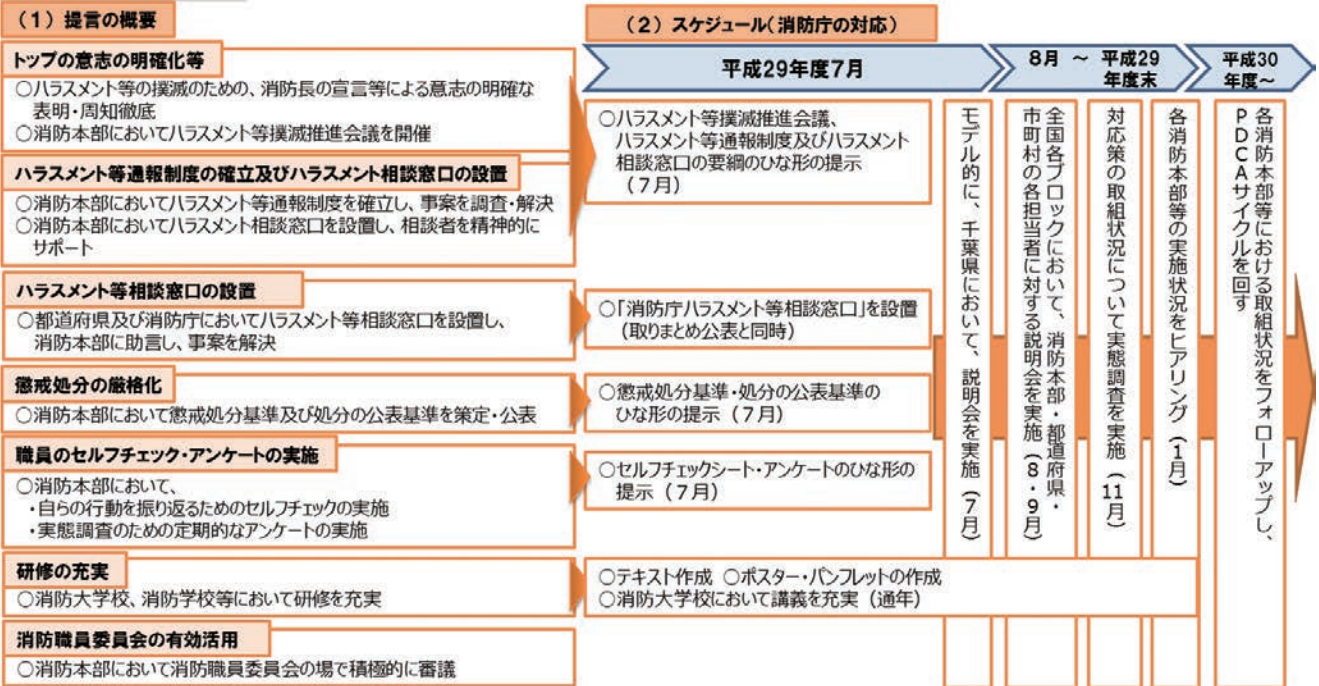 （１）提言の概要
トップの意志の明確化等
○ハラスメント等の撲滅のための、消防長の宣言等による意志の明確な
表明・周知徹底
○消防本部においてハラスメント等撲滅推進会議を開催
ハラスメント等通報制度の確立及びハラスメント相談窓口の設置
○消防本部においてハラスメント等通報制度を確立し、事案を調査・解決
○消防本部においてハラスメント相談窓口を設置し、相談者を精神的に
サポート
ハラスメント等相談窓口の設置
○都道府県及び消防庁においてハラスメント等相談窓口を設置し、
消防本部に助言し、事案を解決
懲戒処分の厳格化
○消防本部において懲戒処分基準及び処分の公表基準を策定・公表
職員のセルフチェック・アンケートの実施
○消防本部において、
・自らの行動を振り返るためのセルフチェックの実施
・実態調査のための定期的なアンケートの実施
研修の充実
○消防大学校、消防学校等において研修を充実
消防職員委員会の有効活用
○消防本部において消防職員委員会の場で積極的に審議
（２）スケジュール（消防庁の対応）
平成29年度7月
8月 ～ 平成29
年度末
平成30
年度～
○ハラスメント等撲滅推進会議、
ハラスメント等通報制度及びハラスメント
相談窓口の要綱のひな形の提示
（７月）
○「消防庁ハラスメント等相談窓口」を設置
（取りまとめ公表と同時）
○懲戒処分基準・処分の公表基準の
ひな形の提示（７月）
○セルフチェックシート・アンケートのひな形の
提示（７月）
○テキスト作成 ○ポスター・パンフレットの作成
○消防大学校において講義を充実（通年）
モデル的に、千葉県において、説明会を実施（７月）
全国各ブロックにおいて、消防本部・都道府県・
市町村の各担当者に対する説明会を実施（８・９月）
対応策の取組状況について実態調査を実施（11月）
各消防本部等の実施状況をヒアリング（１月）
各消防本部等における取組状況をフォローアップし、
ＰＤＣＡサイクルを回す